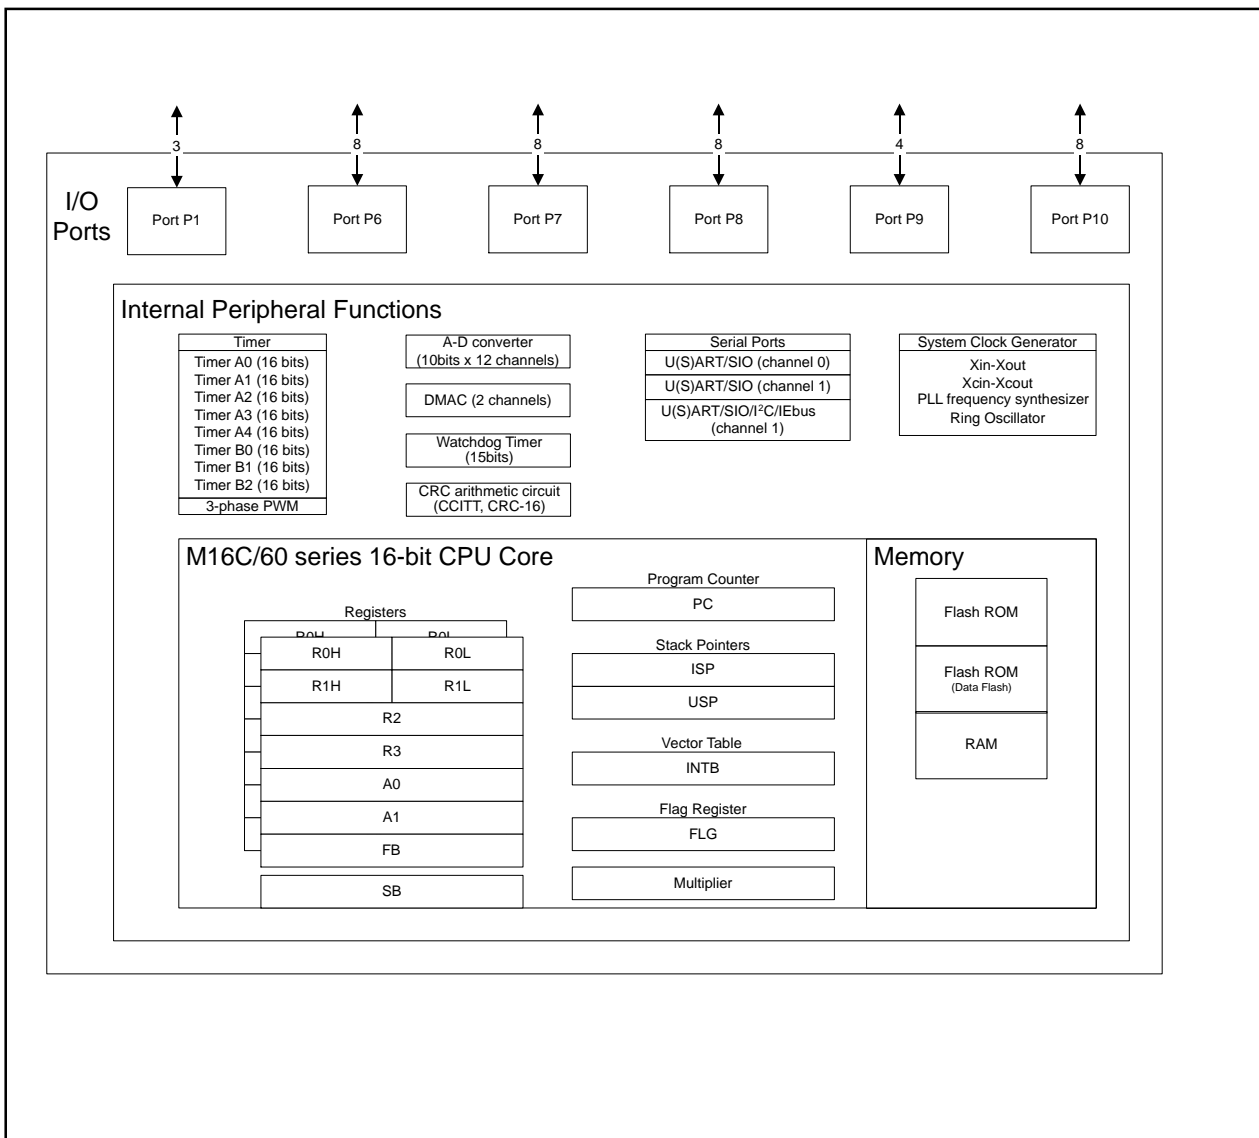 3
8
8
8
4
8
I/O
Ports
Port P1
Port P6
Port P7
Port P8
Port P9
Port P10
Internal Peripheral Functions
Timer
Timer A0 (16 bits)
Timer A1 (16 bits)
Timer A2 (16 bits)
Timer A3 (16 bits)
Timer A4 (16 bits)
Timer B0 (16 bits)
Timer B1 (16 bits)
Timer B2 (16 bits)
3-phase PWM
A-D converter
(10bits x 12 channels)
DMAC (2 channels)
Watchdog Timer
(15bits)
CRC arithmetic circuit
(CCITT, CRC-16)
Serial Ports
U(S)ART/SIO (channel 0)
U(S)ART/SIO (channel 1)
U(S)ART/SIO/I²C/IEbus
(channel 1)
System Clock Generator
Xin-Xout
Xcin-Xcout
PLL frequency synthesizer
Ring Oscillator
M16C/60 series 16-bit CPU Core
Registers
R0H
R0L
R0H
R0L
R1H
R1L
R2
R3
A0
A1
FB
SB
Program Counter
PC
Stack Pointers
ISP
USP
Vector Table
INTB
Flag Register
FLG
Multiplier
Memory
Flash ROM
Flash ROM
(Data Flash)
RAM